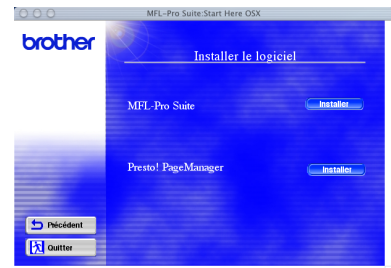 MFL-Pro Suite:Start Here OSX
brother
Installer le logiciel
MFL-Pro Suite
Installer
Presto! PageManager
Installer
Précédent
Quitter